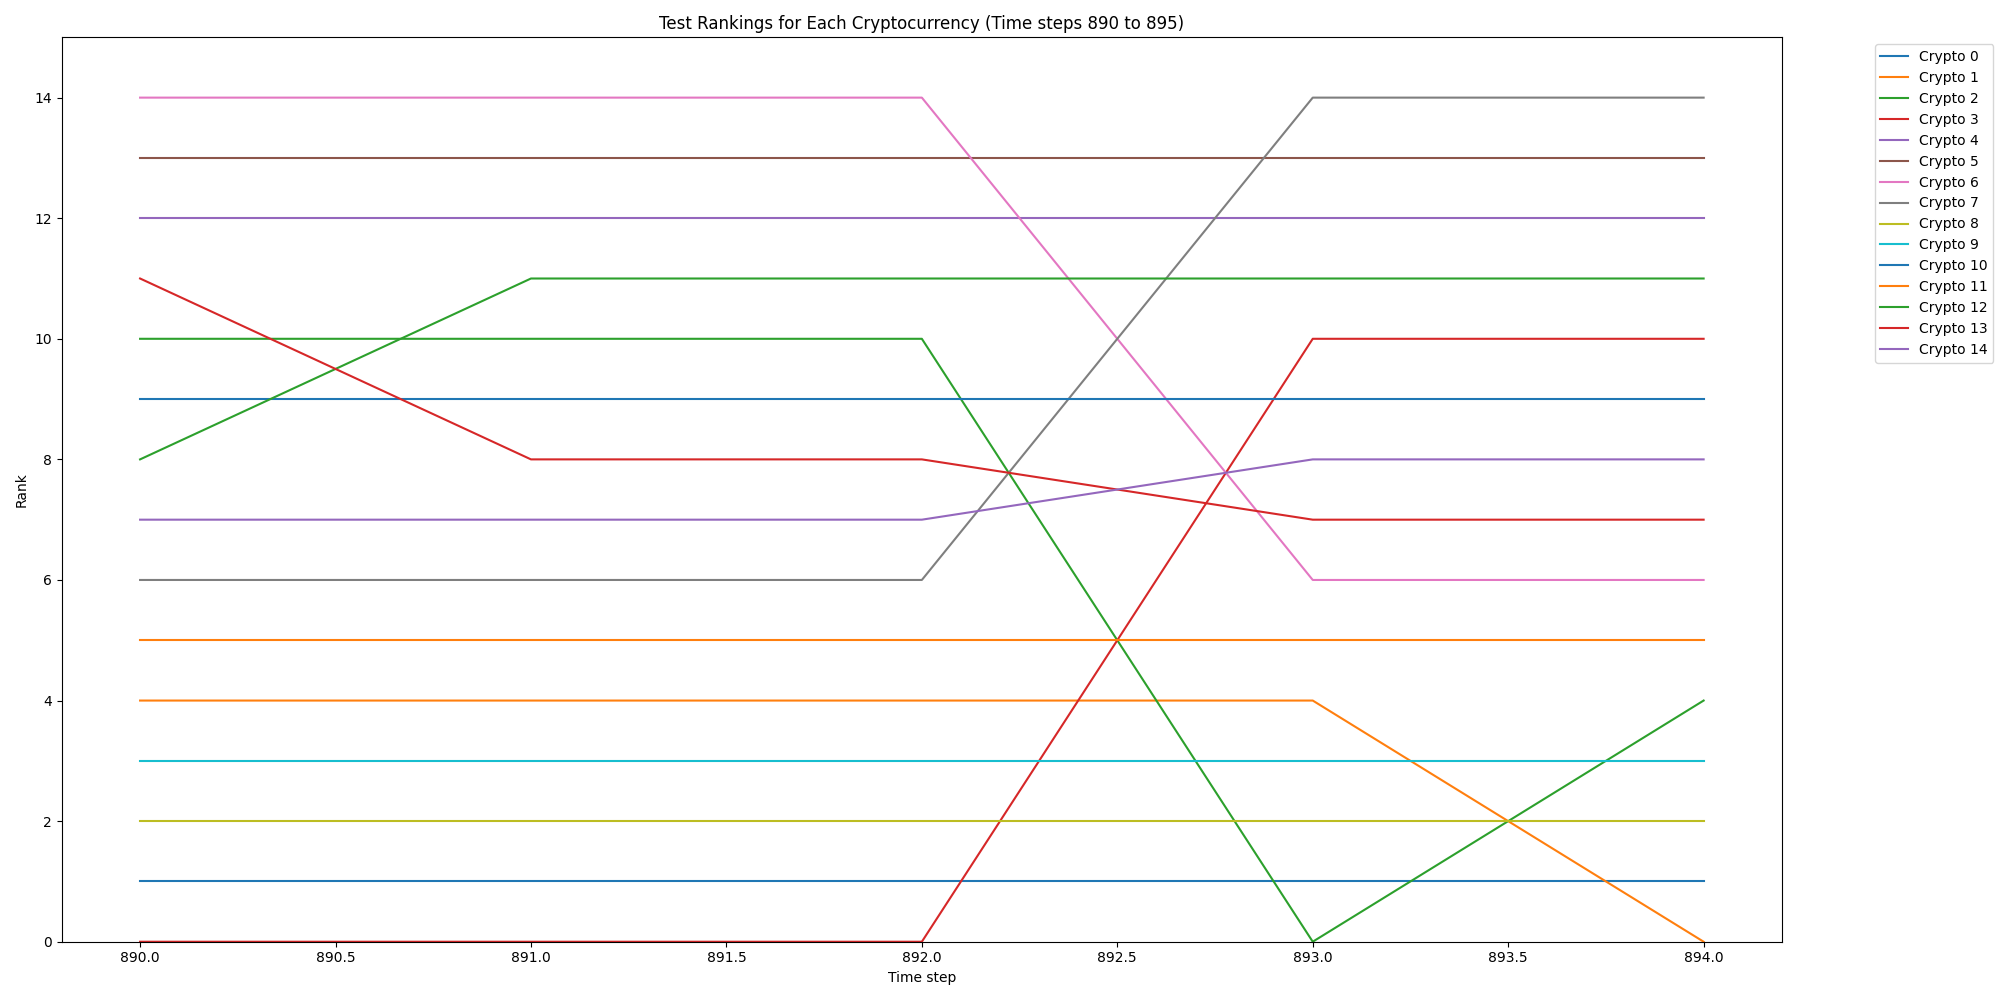 Test Rankings for Each Cryptocurrency (Time steps 890 to 895)
Crypto 0
Crypto 1
Crypto 2
Crypto 3
Crypto 4
Crypto 5
Crypto 6
Crypto 7
Crypto 8
Crypto 9
Crypto 10
Crypto 11
Crypto 12
Crypto 13
Crypto 14
14
12
10
8
6
4
2
0
Rank
890.0 890.5 891.0 891.5 892.0 892.5 893.0 893.5 894.0
Time step